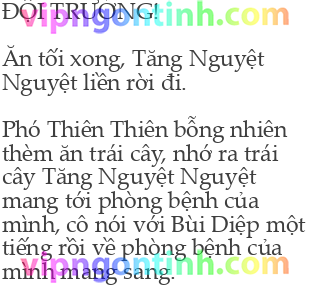 ĐỘI TRƯỞNG!
vipngontinh.com
Ăn tối xong, Tăng Nguyệt
Nguyệt liền rời đi.
Phó Thiên Thiên bỗng nhiên
thèm ăn trái cây, nhớ ra trái
cây Tăng Nguyệt Nguyệt
mang tới phòng bệnh của
mình, cô nói với Bùi Diệp một
tiếng rồi về phòng bệnh của
mình mang sang.
vipngontinh.com